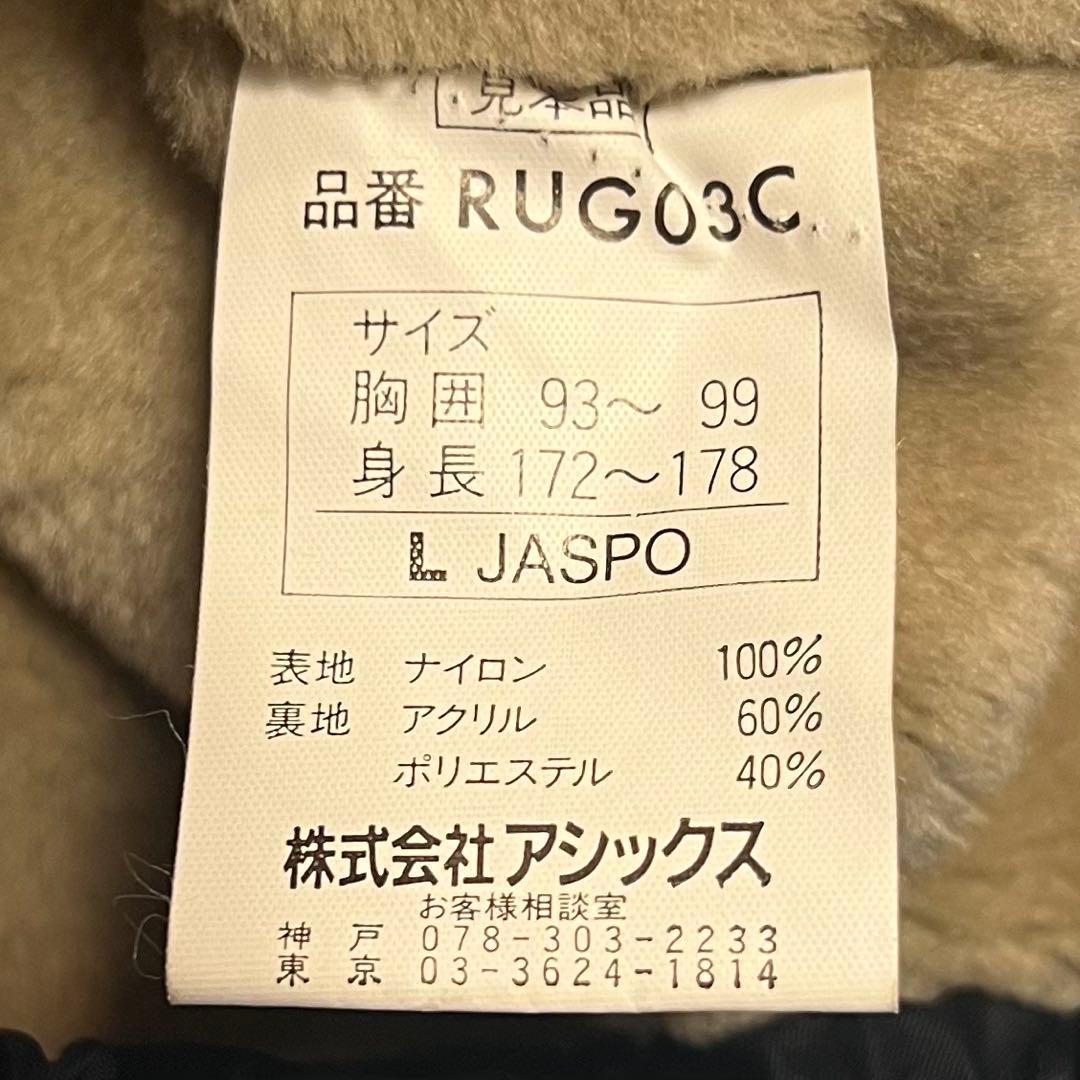 見本品
品番 RUG03C
サイズ
胸囲 93〜 99
身長 172〜178
L JASPO
表地 ナイロン 100%
裏地 アクリル 60%
ポリエステル 40%
株式会社アシックス
お客様相談室
神戸 078-303-2233
東京 03-3624-1814